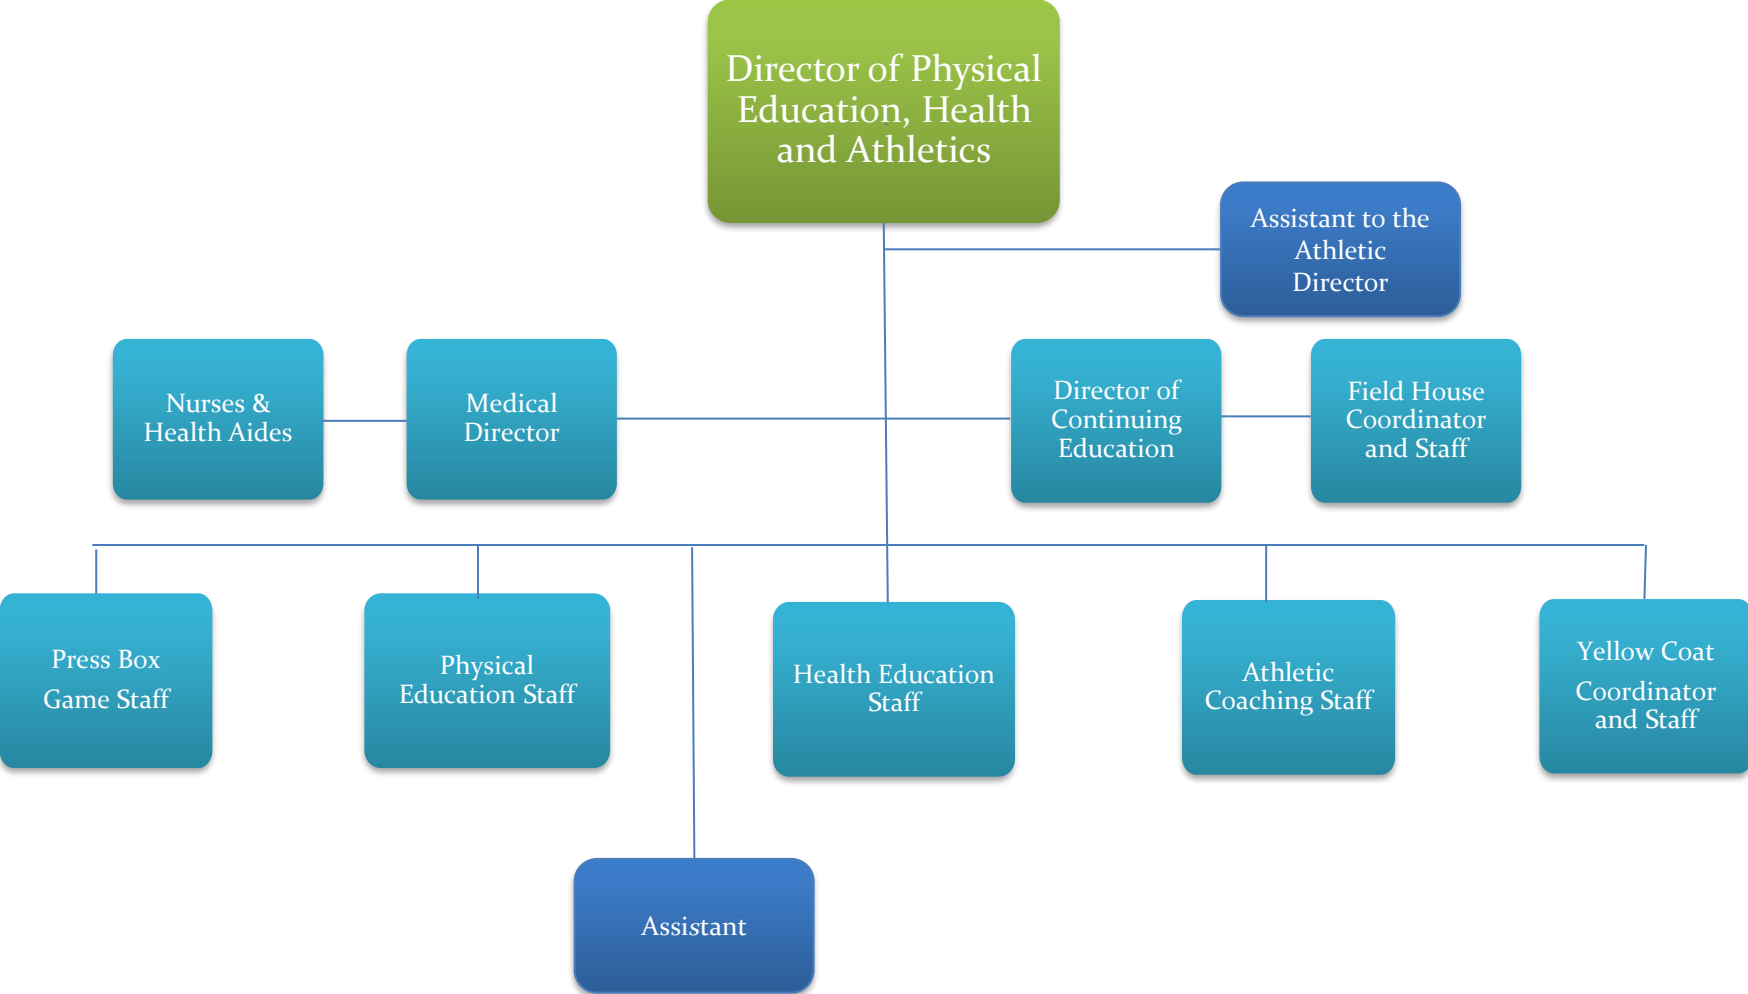 Director of Physical
Education, Health
and Athletics
Assistant to the
Athletic
Director
Nurses &
Health Aides
Medical
Director
Director of
Continuing
Education
Field House
Coordinator
and Staff
Press Box
Game Staff
Physical
Education Staff
Health Education
Staff
Athletic
Coaching Staff
Yellow Coat
Coordinator
and Staff
Assistant